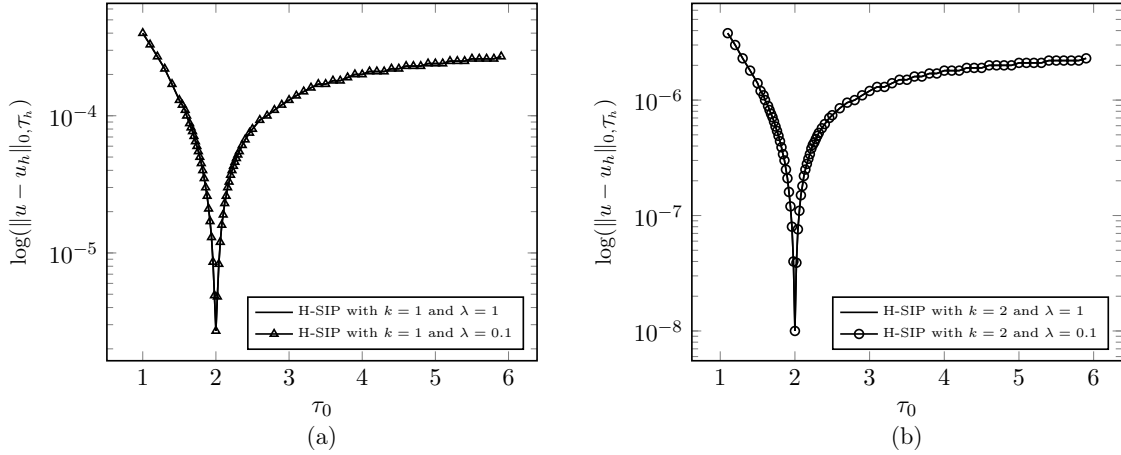 log(‖u − u_h‖_{0,𝒯_h})
10^{−4}
10^{−5}
H-SIP with k = 1 and λ = 1
H-SIP with k = 1 and λ = 0.1
1 2 3 4 5 6
τ_0
(a)
log(‖u − u_h‖_{0,𝒯_h})
10^{−6}
10^{−7}
10^{−8}
H-SIP with k = 2 and λ = 1
H-SIP with k = 2 and λ = 0.1
1 2 3 4 5 6
τ_0
(b)